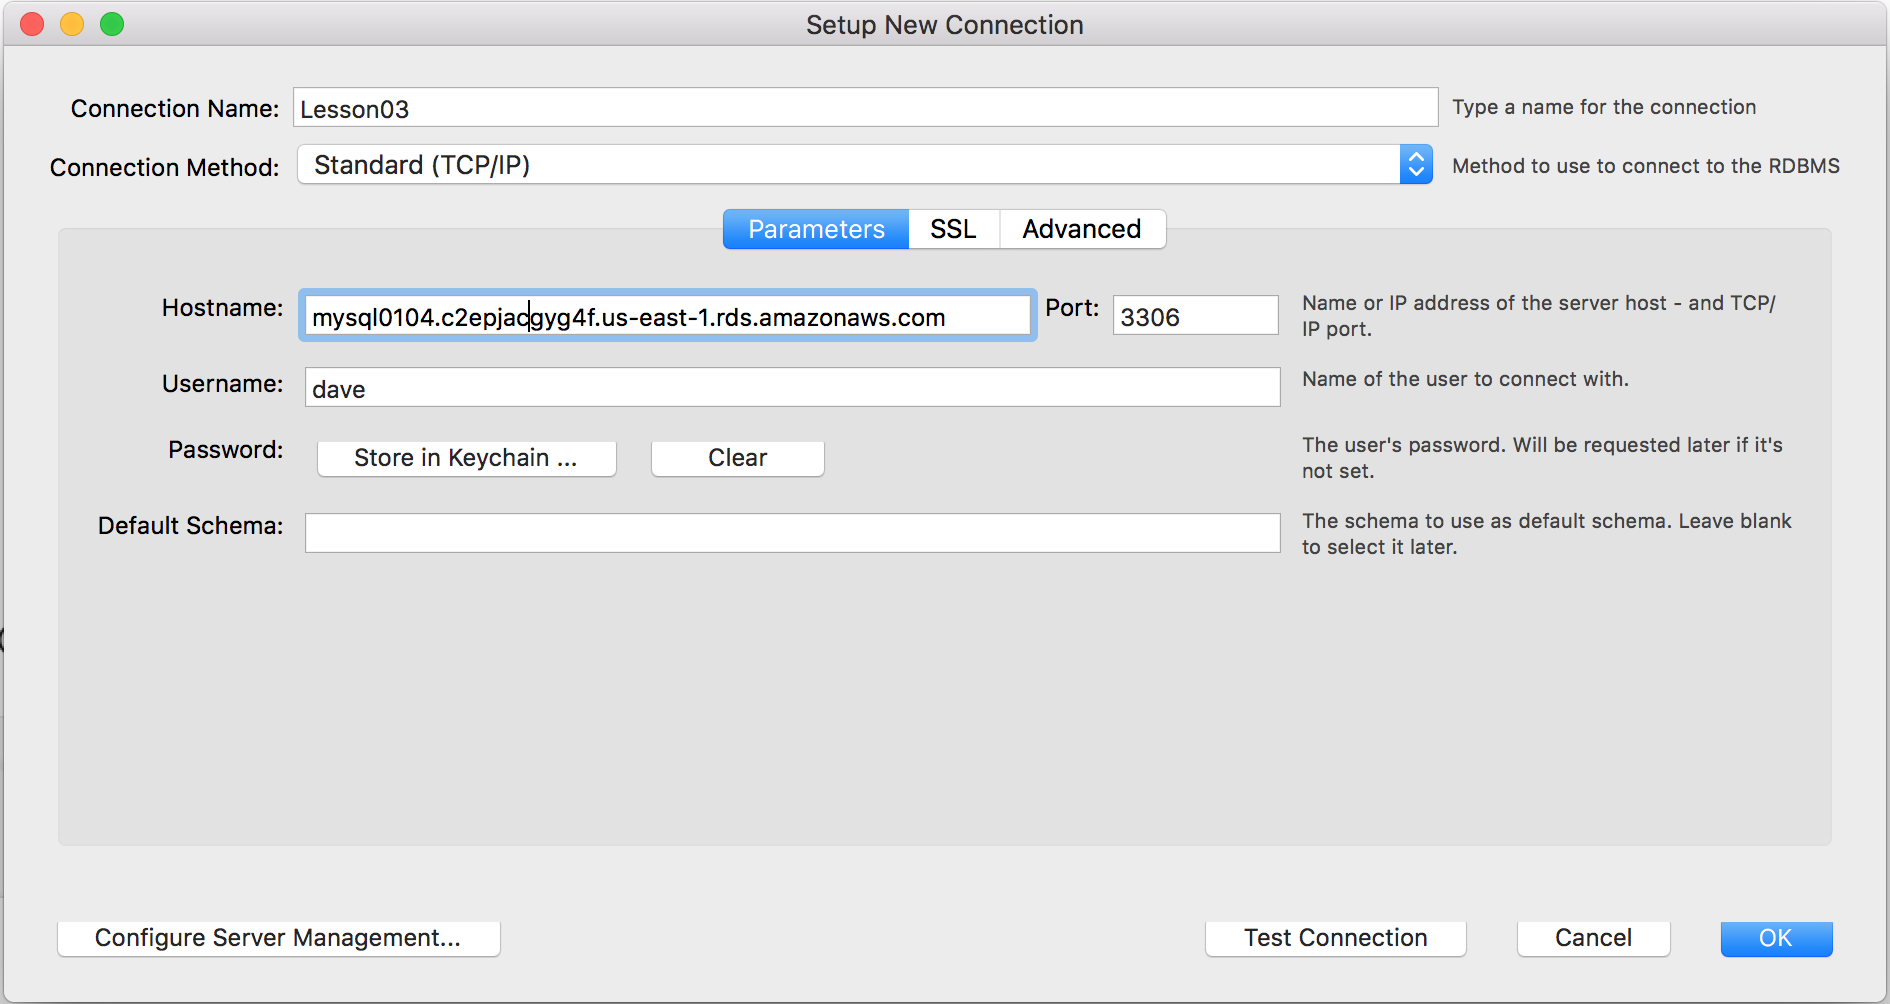 Setup New Connection
Connection Name: Lesson03 Type a name for the connection
Connection Method: Standard (TCP/IP) Method to use to connect to the RDBMS
Parameters SSL Advanced
Hostname: mysql0104.c2epjacgyg4f.us-east-1.rds.amazonaws.com Port: 3306 Name or IP address of the server host - and TCP/
IP port.
Username: dave Name of the user to connect with.
Password: Store in Keychain ... Clear The user's password. Will be requested later if it's
not set.
Default Schema: The schema to use as default schema. Leave blank
to select it later.
Configure Server Management... Test Connection Cancel OK